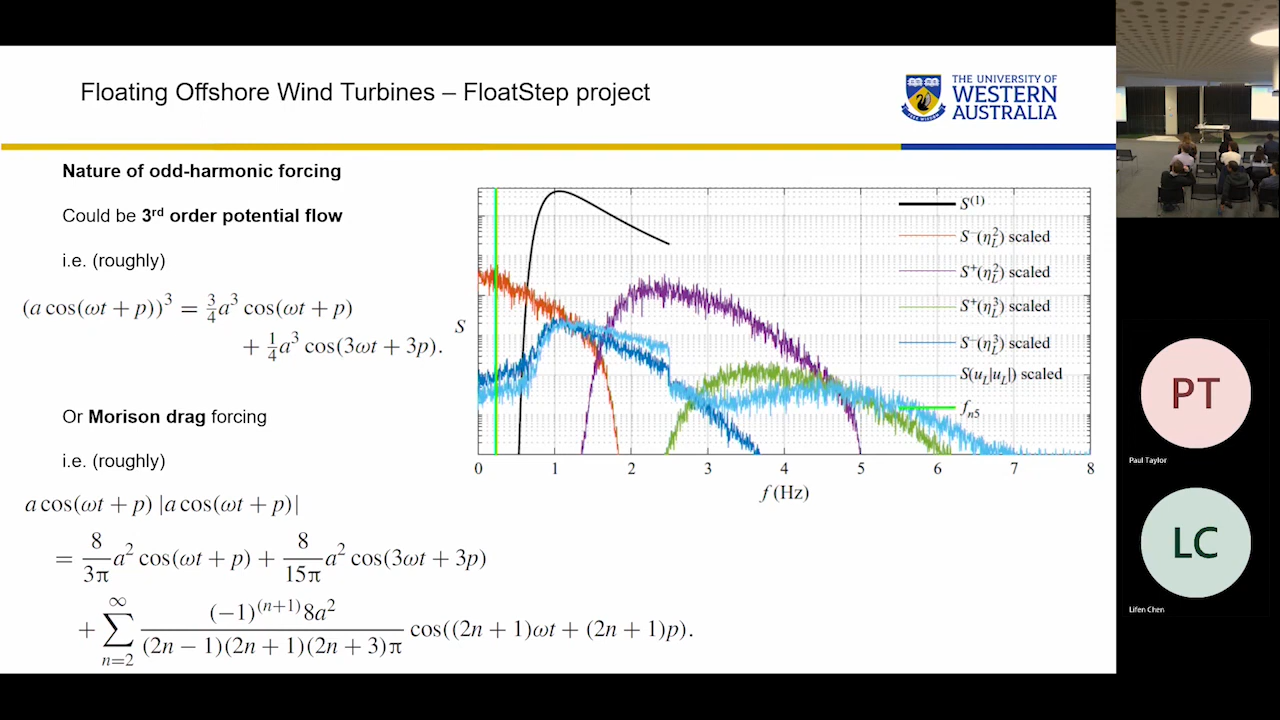 Floating Offshore Wind Turbines – FloatStep project
THE UNIVERSITY OF
WESTERN
AUSTRALIA
Nature of odd-harmonic forcing
Could be 3rd order potential flow
i.e. (roughly)
(a cos(ωt + p))³ = ¾a³ cos(ωt + p)
+ ¼a³ cos(3ωt + 3p).
Or Morison drag forcing
i.e. (roughly)
a cos(ωt + p) |a cos(ωt + p)|
= 8/3π a² cos(ωt + p) + 8/15π a² cos(3ωt + 3p)
+ ∑_{n=2}^{∞} (−1)^(n+1) 8a² / (2n − 1)(2n + 1)(2n + 3)π cos((2n + 1)ωt + (2n + 1)p).
S
S⁽¹⁾
S⁻(η_L²) scaled
S⁺(η_L²) scaled
S⁺(η_L³) scaled
S⁻(η_L³) scaled
S(u_L|u_L|) scaled
f_n5
0 1 2 3 4 5 6 7 8
f (Hz)
PT
Paul Taylor
LC
Lifen Chen